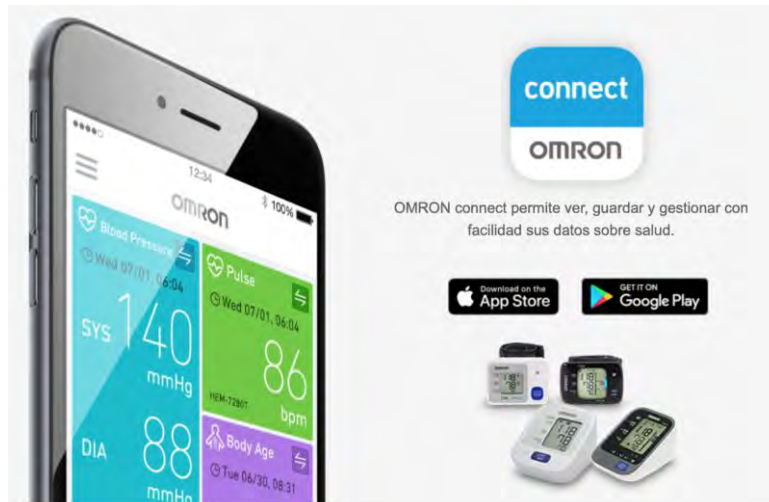 12:34
100%
OMRON
Blood Pressure
Wed 07/01, 06:04
SYS 140
mmHg
DIA 88
mmHg
Pulse
Wed 07/01, 06:04
86
HEM-7280T
bpm
Body Age
Tue 06/30, 08:31
connect
OMRON
OMRON connect permite ver, guardar y gestionar con
facilidad sus datos sobre salud.
Download on the
App Store
GET IT ON
Google Play